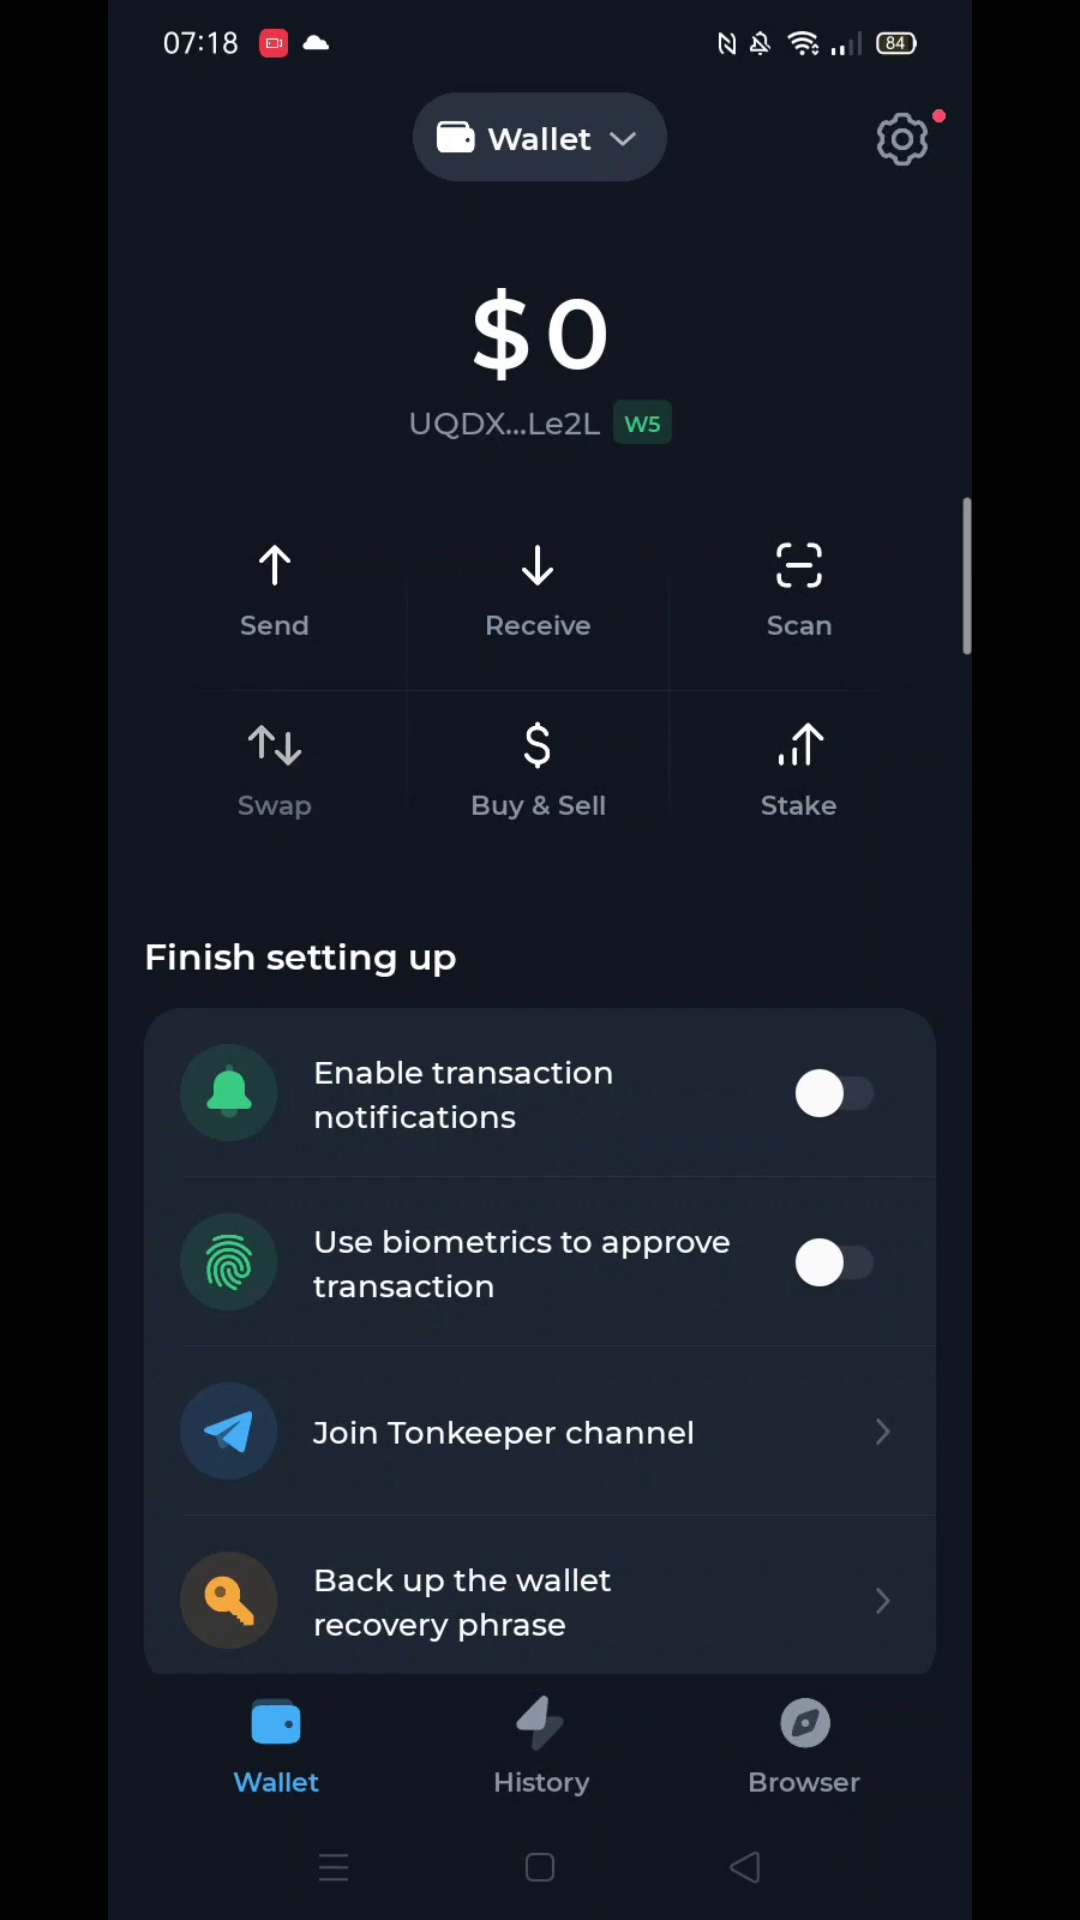 07:18
84
Wallet
$0
UQDX...Le2L W5
Send Receive Scan
Swap Buy & Sell Stake
Finish setting up
Enable transaction
notifications
Use biometrics to approve
transaction
Join Tonkeeper channel
Back up the wallet
recovery phrase
Wallet History Browser